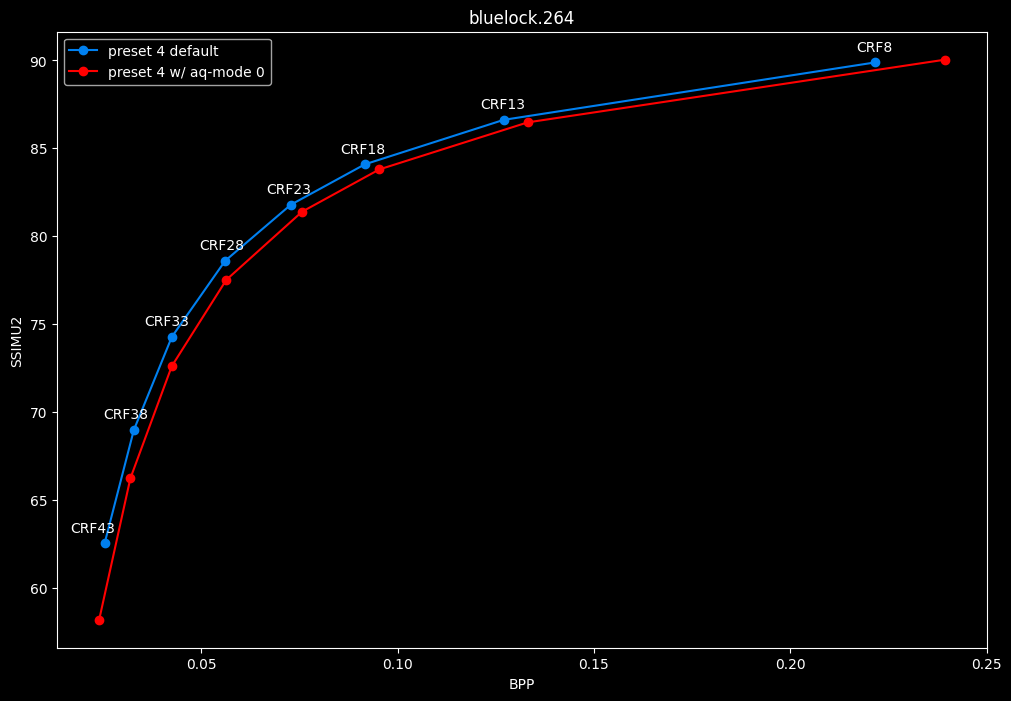 bluelock.264
preset 4 default
preset 4 w/ aq-mode 0
CRF8
CRF13
CRF18
CRF23
CRF28
CRF33
CRF38
CRF43
90
85
80
75
70
65
60
SSIMU2
0.05 0.10 0.15 0.20 0.25
BPP